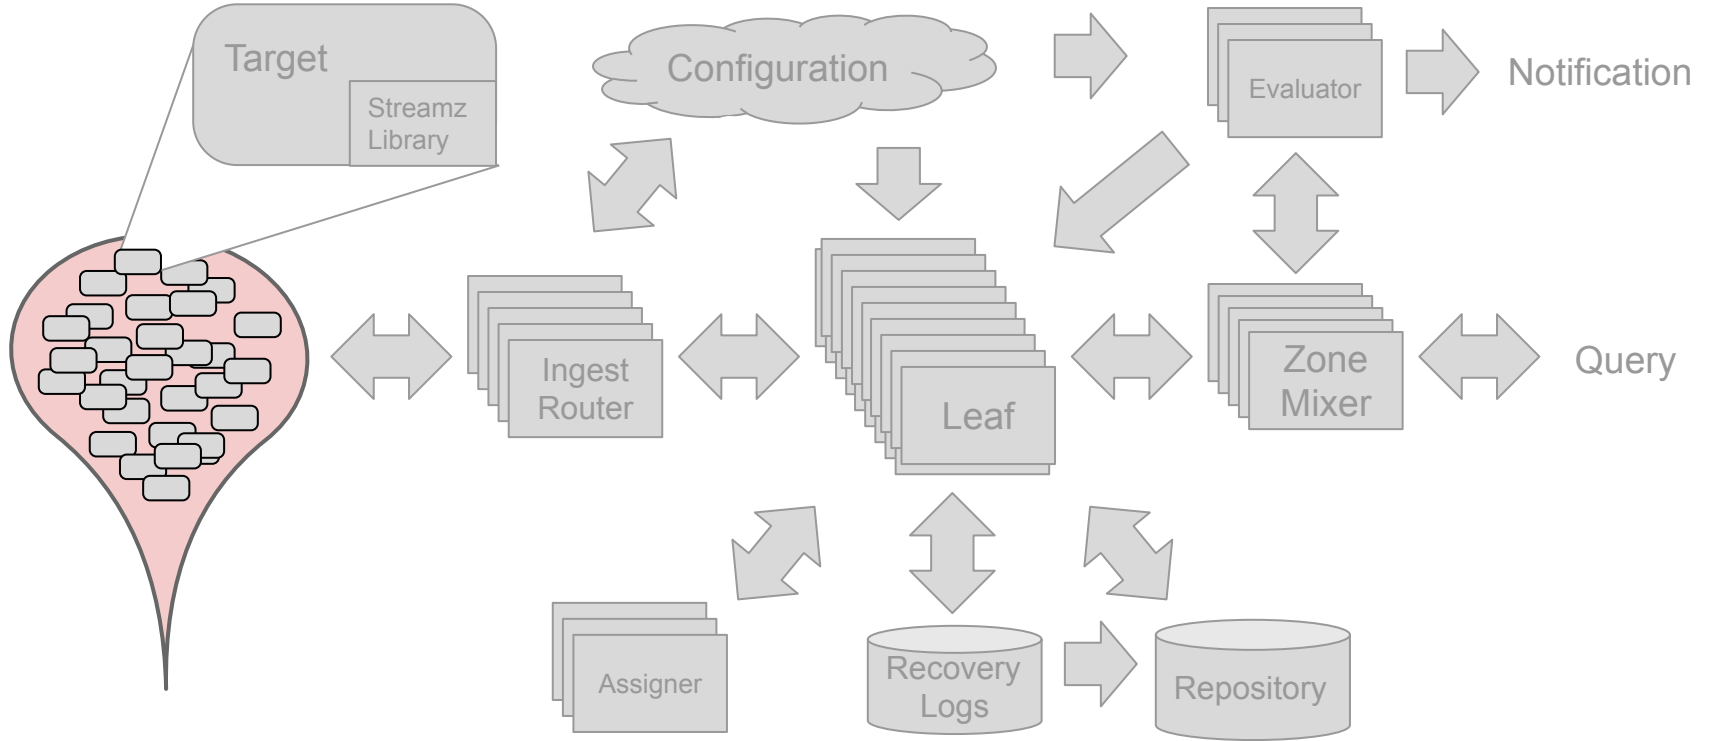 Target
Streamz
Library
Configuration
Evaluator
Notification
Ingest
Router
Leaf
Zone
Mixer
Query
Assigner
Recovery
Logs
Repository